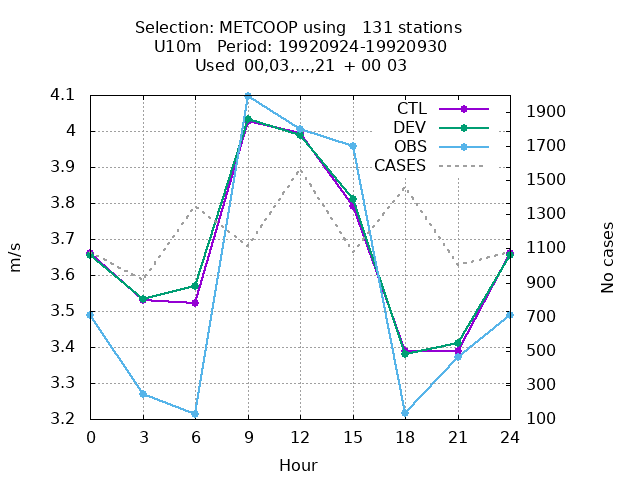 Selection: METCOOP using   131 stations
U10m   Period: 19920924-19920930
Used  00,03,...,21  + 00 03
CTL
DEV
OBS
CASES
4.1
4
3.9
3.8
3.7
3.6
3.5
3.4
3.3
3.2
m/s
1900
1700
1500
1300
1100
900
700
500
300
100
No cases
0 3 6 9 12 15 18 21 24
Hour